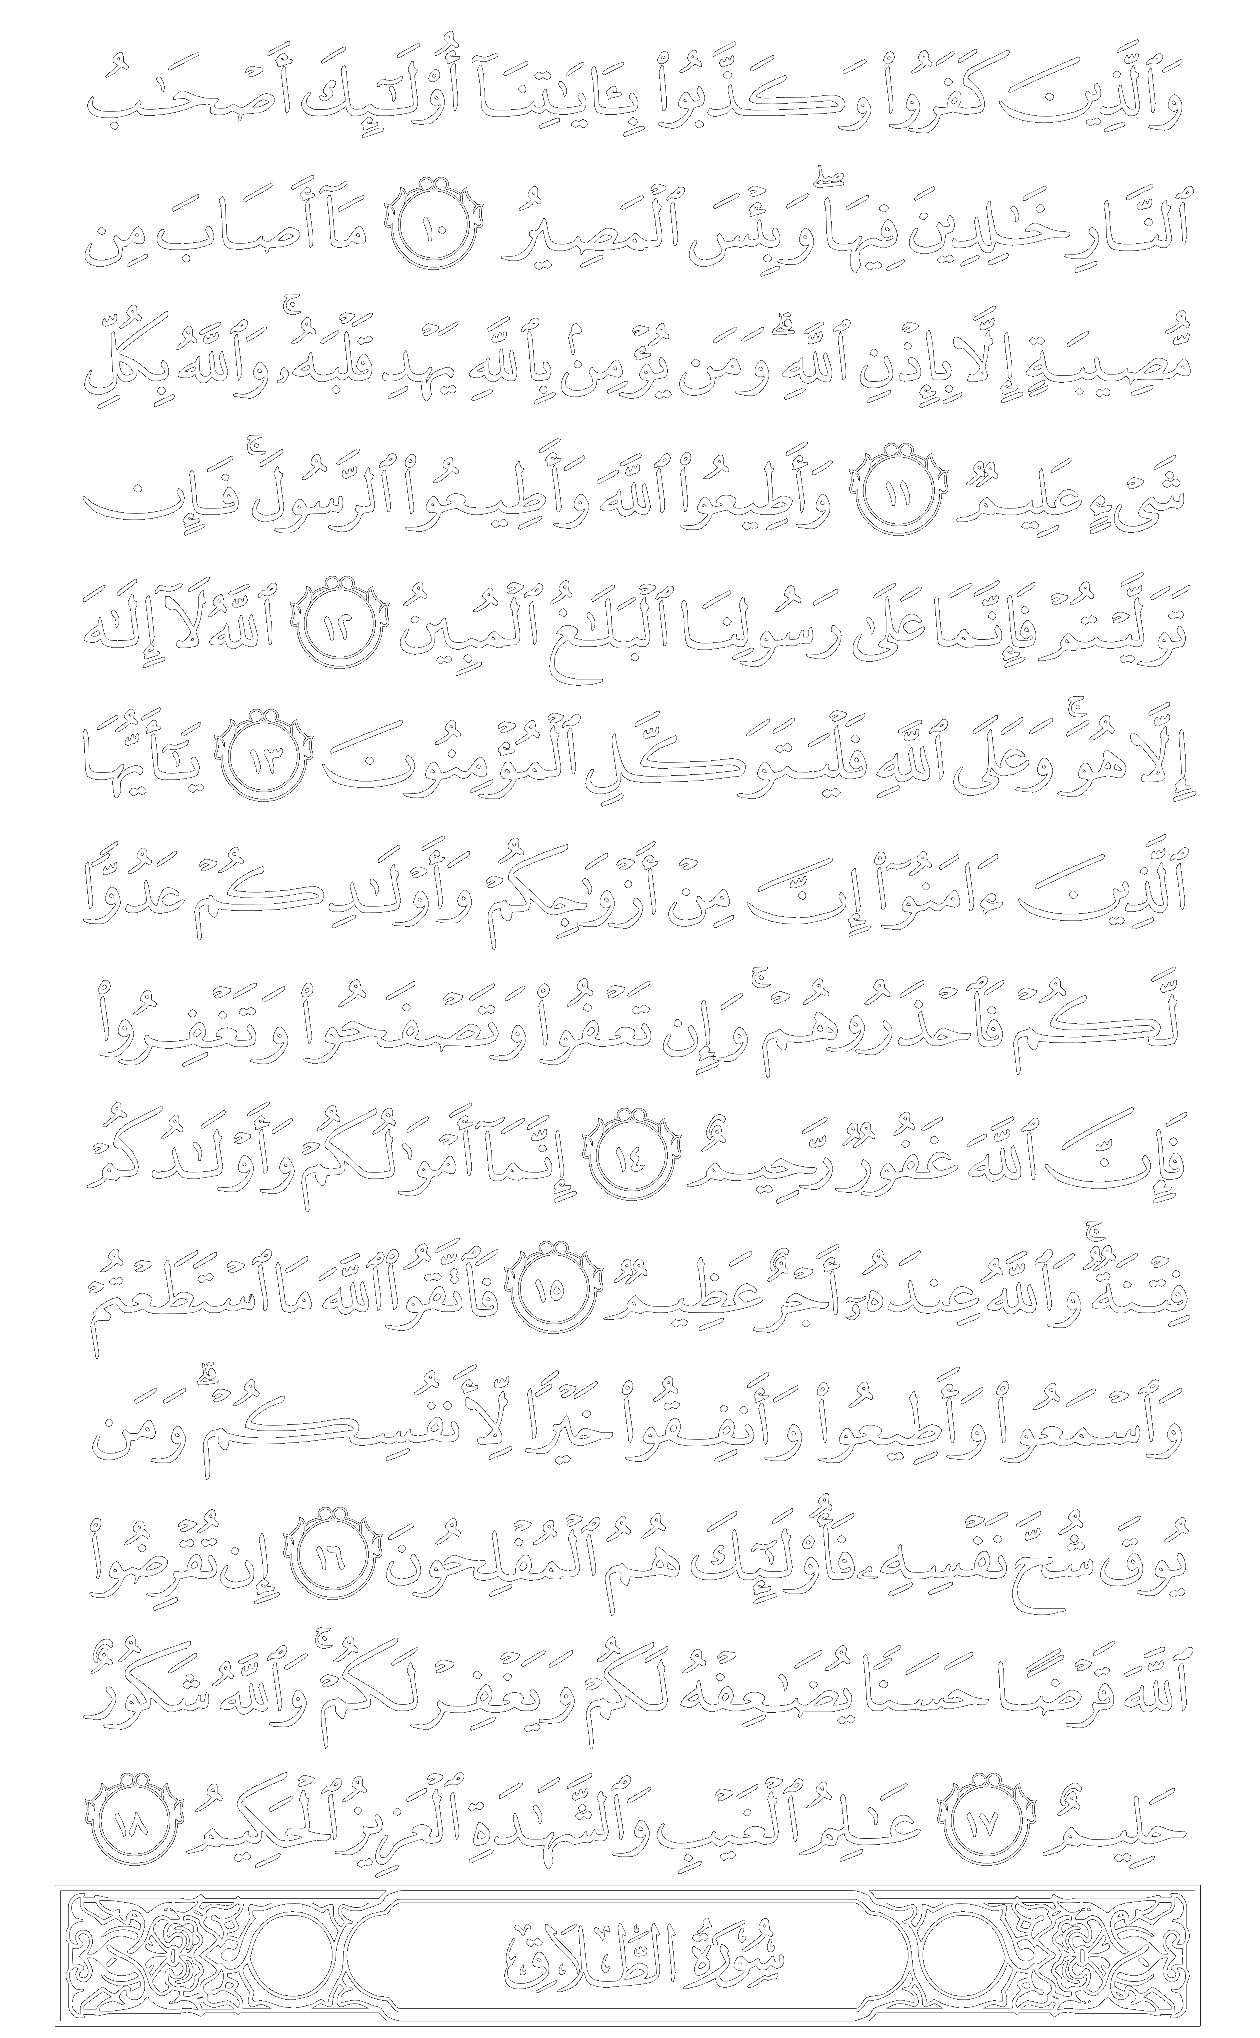 وَٱلَّذِينَ كَفَرُوا۟ وَكَذَّبُوا۟ بِـَٔايَـٰتِنَآ أُو۟لَـٰٓئِكَ أَصْحَـٰبُ
ٱلنَّارِ خَـٰلِدِينَ فِيهَا ۖ وَبِئْسَ ٱلْمَصِيرُ ١٠ مَآ أَصَابَ مِن
مُّصِيبَةٍ إِلَّا بِإِذْنِ ٱللَّهِ ۗ وَمَن يُؤْمِنۢ بِٱللَّهِ يَهْدِ قَلْبَهُۥ ۚ وَٱللَّهُ بِكُلِّ
شَىْءٍ عَلِيمٌ ١١ وَأَطِيعُوا۟ ٱللَّهَ وَأَطِيعُوا۟ ٱلرَّسُولَ ۚ فَإِن
تَوَلَّيْتُمْ فَإِنَّمَا عَلَىٰ رَسُولِنَا ٱلْبَلَـٰغُ ٱلْمُبِينُ ١٢ ٱللَّهُ لَآ إِلَـٰهَ
إِلَّا هُوَ ۚ وَعَلَى ٱللَّهِ فَلْيَتَوَكَّلِ ٱلْمُؤْمِنُونَ ١٣ يَـٰٓأَيُّهَا
ٱلَّذِينَ ءَامَنُوٓا۟ إِنَّ مِنْ أَزْوَٰجِكُمْ وَأَوْلَـٰدِكُمْ عَدُوًّا
لَّكُمْ فَٱحْذَرُوهُمْ ۚ وَإِن تَعْفُوا۟ وَتَصْفَحُوا۟ وَتَغْفِرُوا۟
فَإِنَّ ٱللَّهَ غَفُورٌ رَّحِيمٌ ١٤ إِنَّمَآ أَمْوَٰلُكُمْ وَأَوْلَـٰدُكُمْ
فِتْنَةٌ ۚ وَٱللَّهُ عِندَهُۥٓ أَجْرٌ عَظِيمٌ ١٥ فَٱتَّقُوا۟ ٱللَّهَ مَا ٱسْتَطَعْتُمْ
وَٱسْمَعُوا۟ وَأَطِيعُوا۟ وَأَنفِقُوا۟ خَيْرًا لِّأَنفُسِكُمْ ۗ وَمَن
يُوقَ شُحَّ نَفْسِهِۦ فَأُو۟لَـٰٓئِكَ هُمُ ٱلْمُفْلِحُونَ ١٦ إِن تُقْرِضُوا۟
ٱللَّهَ قَرْضًا حَسَنًا يُضَـٰعِفْهُ لَكُمْ وَيَغْفِرْ لَكُمْ ۚ وَٱللَّهُ شَكُورٌ
حَلِيمٌ ١٧ عَـٰلِمُ ٱلْغَيْبِ وَٱلشَّهَـٰدَةِ ٱلْعَزِيزُ ٱلْحَكِيمُ ١٨
سُورَةُ الطَّلَاقِ